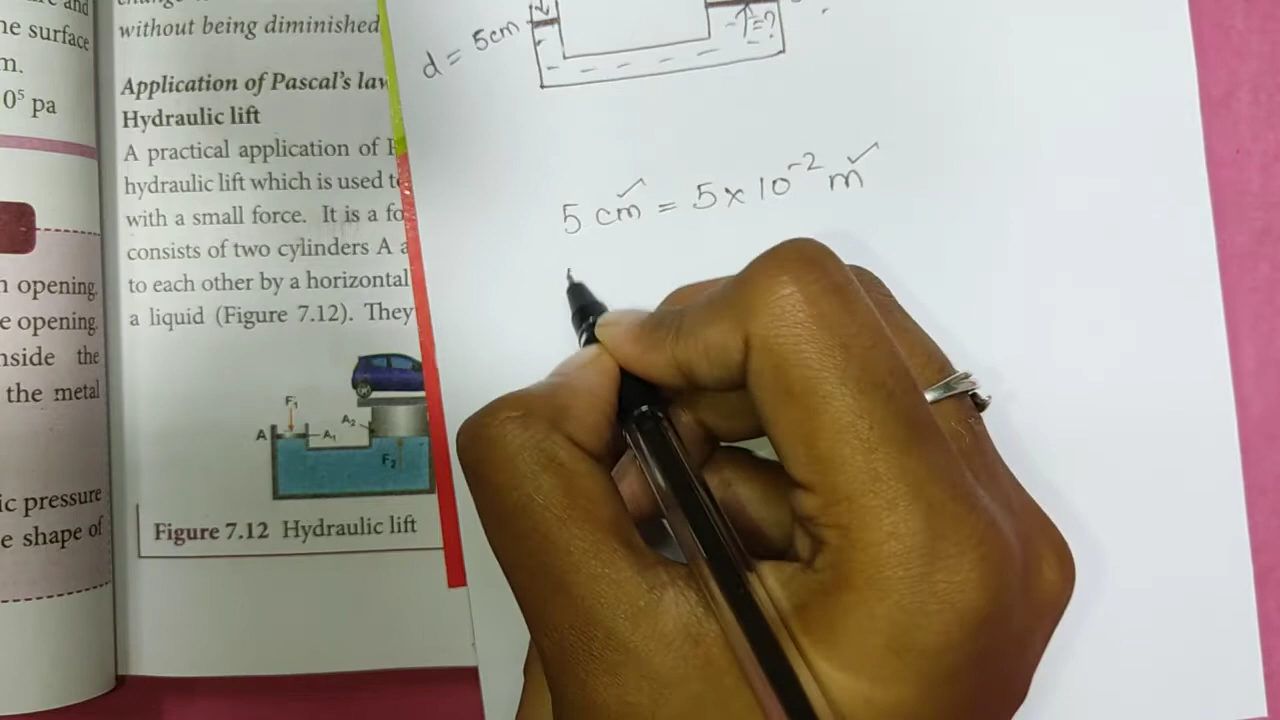 and
ne surface
m.
0⁵ pa
n opening.
e opening.
nside the
the metal
ic pressure
e shape of
without being diminished
Application of Pascal's law
Hydraulic lift
A practical application of
hydraulic lift which is used
with a small force. It is a
consists of two cylinders A
to each other by a horizontal
a liquid (Figure 7.12). They
F₁
A₂
A
A₁
F₂
Figure 7.12 Hydraulic lift
d = 5cm
=?
5 cm = 5 × 10⁻² m